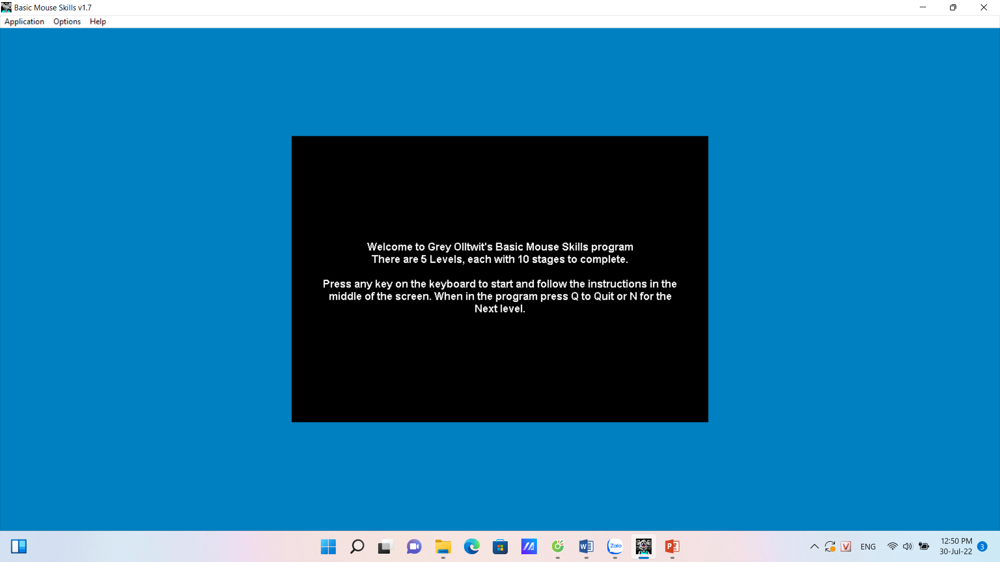 Basic Mouse Skills v1.7
Application Options Help
Welcome to Grey Olltwit's Basic Mouse Skills program
There are 5 Levels, each with 10 stages to complete.
Press any key on the keyboard to start and follow the instructions in the
middle of the screen. When in the program press Q to Quit or N for the
Next level.
Zalo
ENG
12:50 PM
30-Jul-22
3